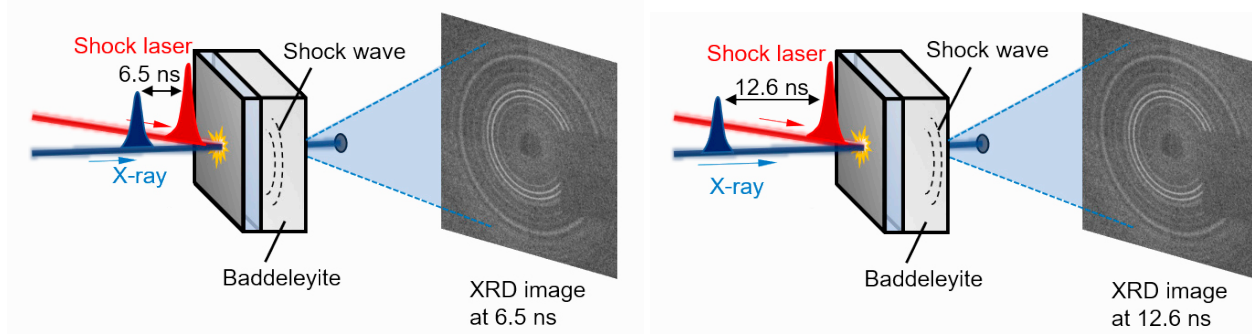 Shock laser
6.5 ns
Shock wave
X-ray
Baddeleyite
XRD image
at 6.5 ns
Shock laser
12.6 ns
Shock wave
X-ray
Baddeleyite
XRD image
at 12.6 ns